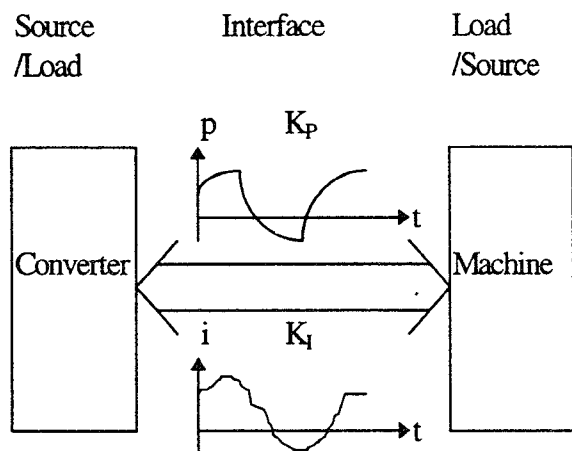 Source Interface Load
/Load /Source
p K_P
t
Converter Machine
i K_I
t